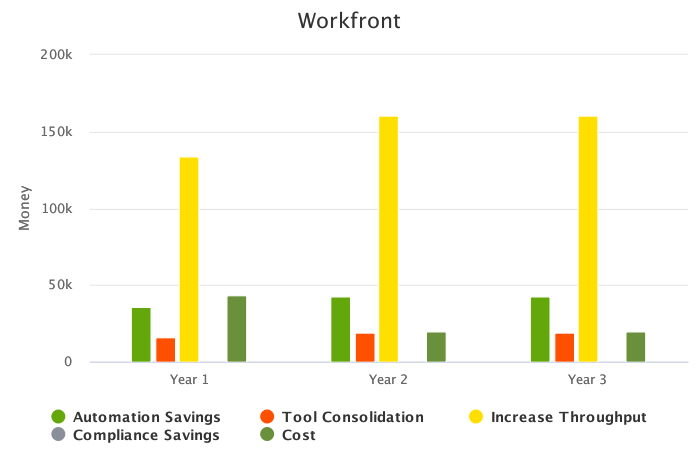 Workfront
200k
150k
100k
50k
0
Money
Year 1 Year 2 Year 3
Automation Savings Tool Consolidation Increase Throughput
Compliance Savings Cost